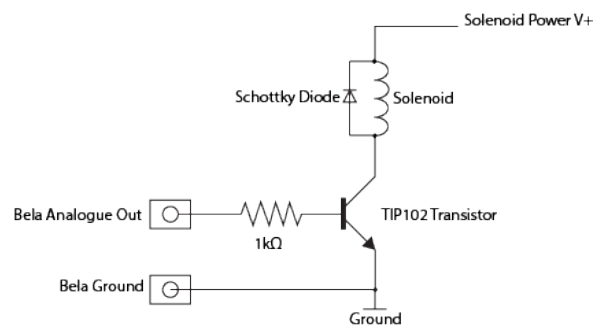 Solenoid Power V+
Schottky Diode
Solenoid
Bela Analogue Out
1kΩ
TIP102 Transistor
Bela Ground
Ground